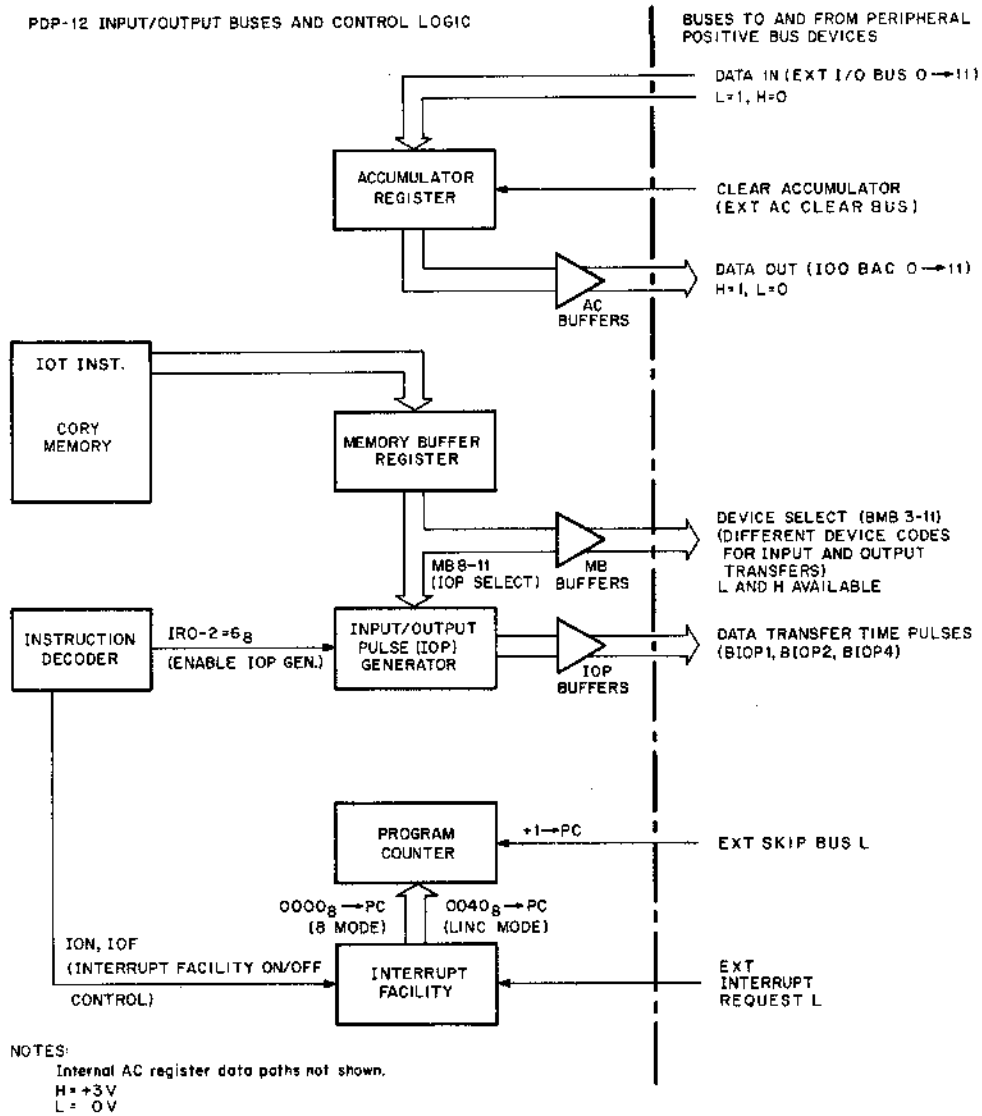 PDP-12 INPUT/OUTPUT BUSES AND CONTROL LOGIC
BUSES TO AND FROM PERIPHERAL
POSITIVE BUS DEVICES
DATA IN (EXT I/O BUS 0→11)
L=1, H=0
ACCUMULATOR
REGISTER
CLEAR ACCUMULATOR
(EXT AC CLEAR BUS)
DATA OUT (IOO BAC 0→11)
H=1, L=0
AC
BUFFERS
IOT INST.
CORY
MEMORY
MEMORY BUFFER
REGISTER
DEVICE SELECT (BMB 3-11)
(DIFFERENT DEVICE CODES
FOR INPUT AND OUTPUT
TRANSFERS)
L AND H AVAILABLE
MB8-11
(IOP SELECT)
MB
BUFFERS
INSTRUCTION
DECODER
IRO-2=6₈
(ENABLE IOP GEN.)
INPUT/OUTPUT
PULSE (IOP)
GENERATOR
IOP
BUFFERS
DATA TRANSFER TIME PULSES
(BIOP1, BIOP2, BIOP4)
PROGRAM
COUNTER
+1→PC
EXT SKIP BUS L
0000₈→PC
(8 MODE)
0040₈→PC
(LINC MODE)
ION, IOF
(INTERRUPT FACILITY ON/OFF
CONTROL)
INTERRUPT
FACILITY
EXT
INTERRUPT
REQUEST L
NOTES:
Internal AC register data paths not shown.
H = +3V
L = 0V